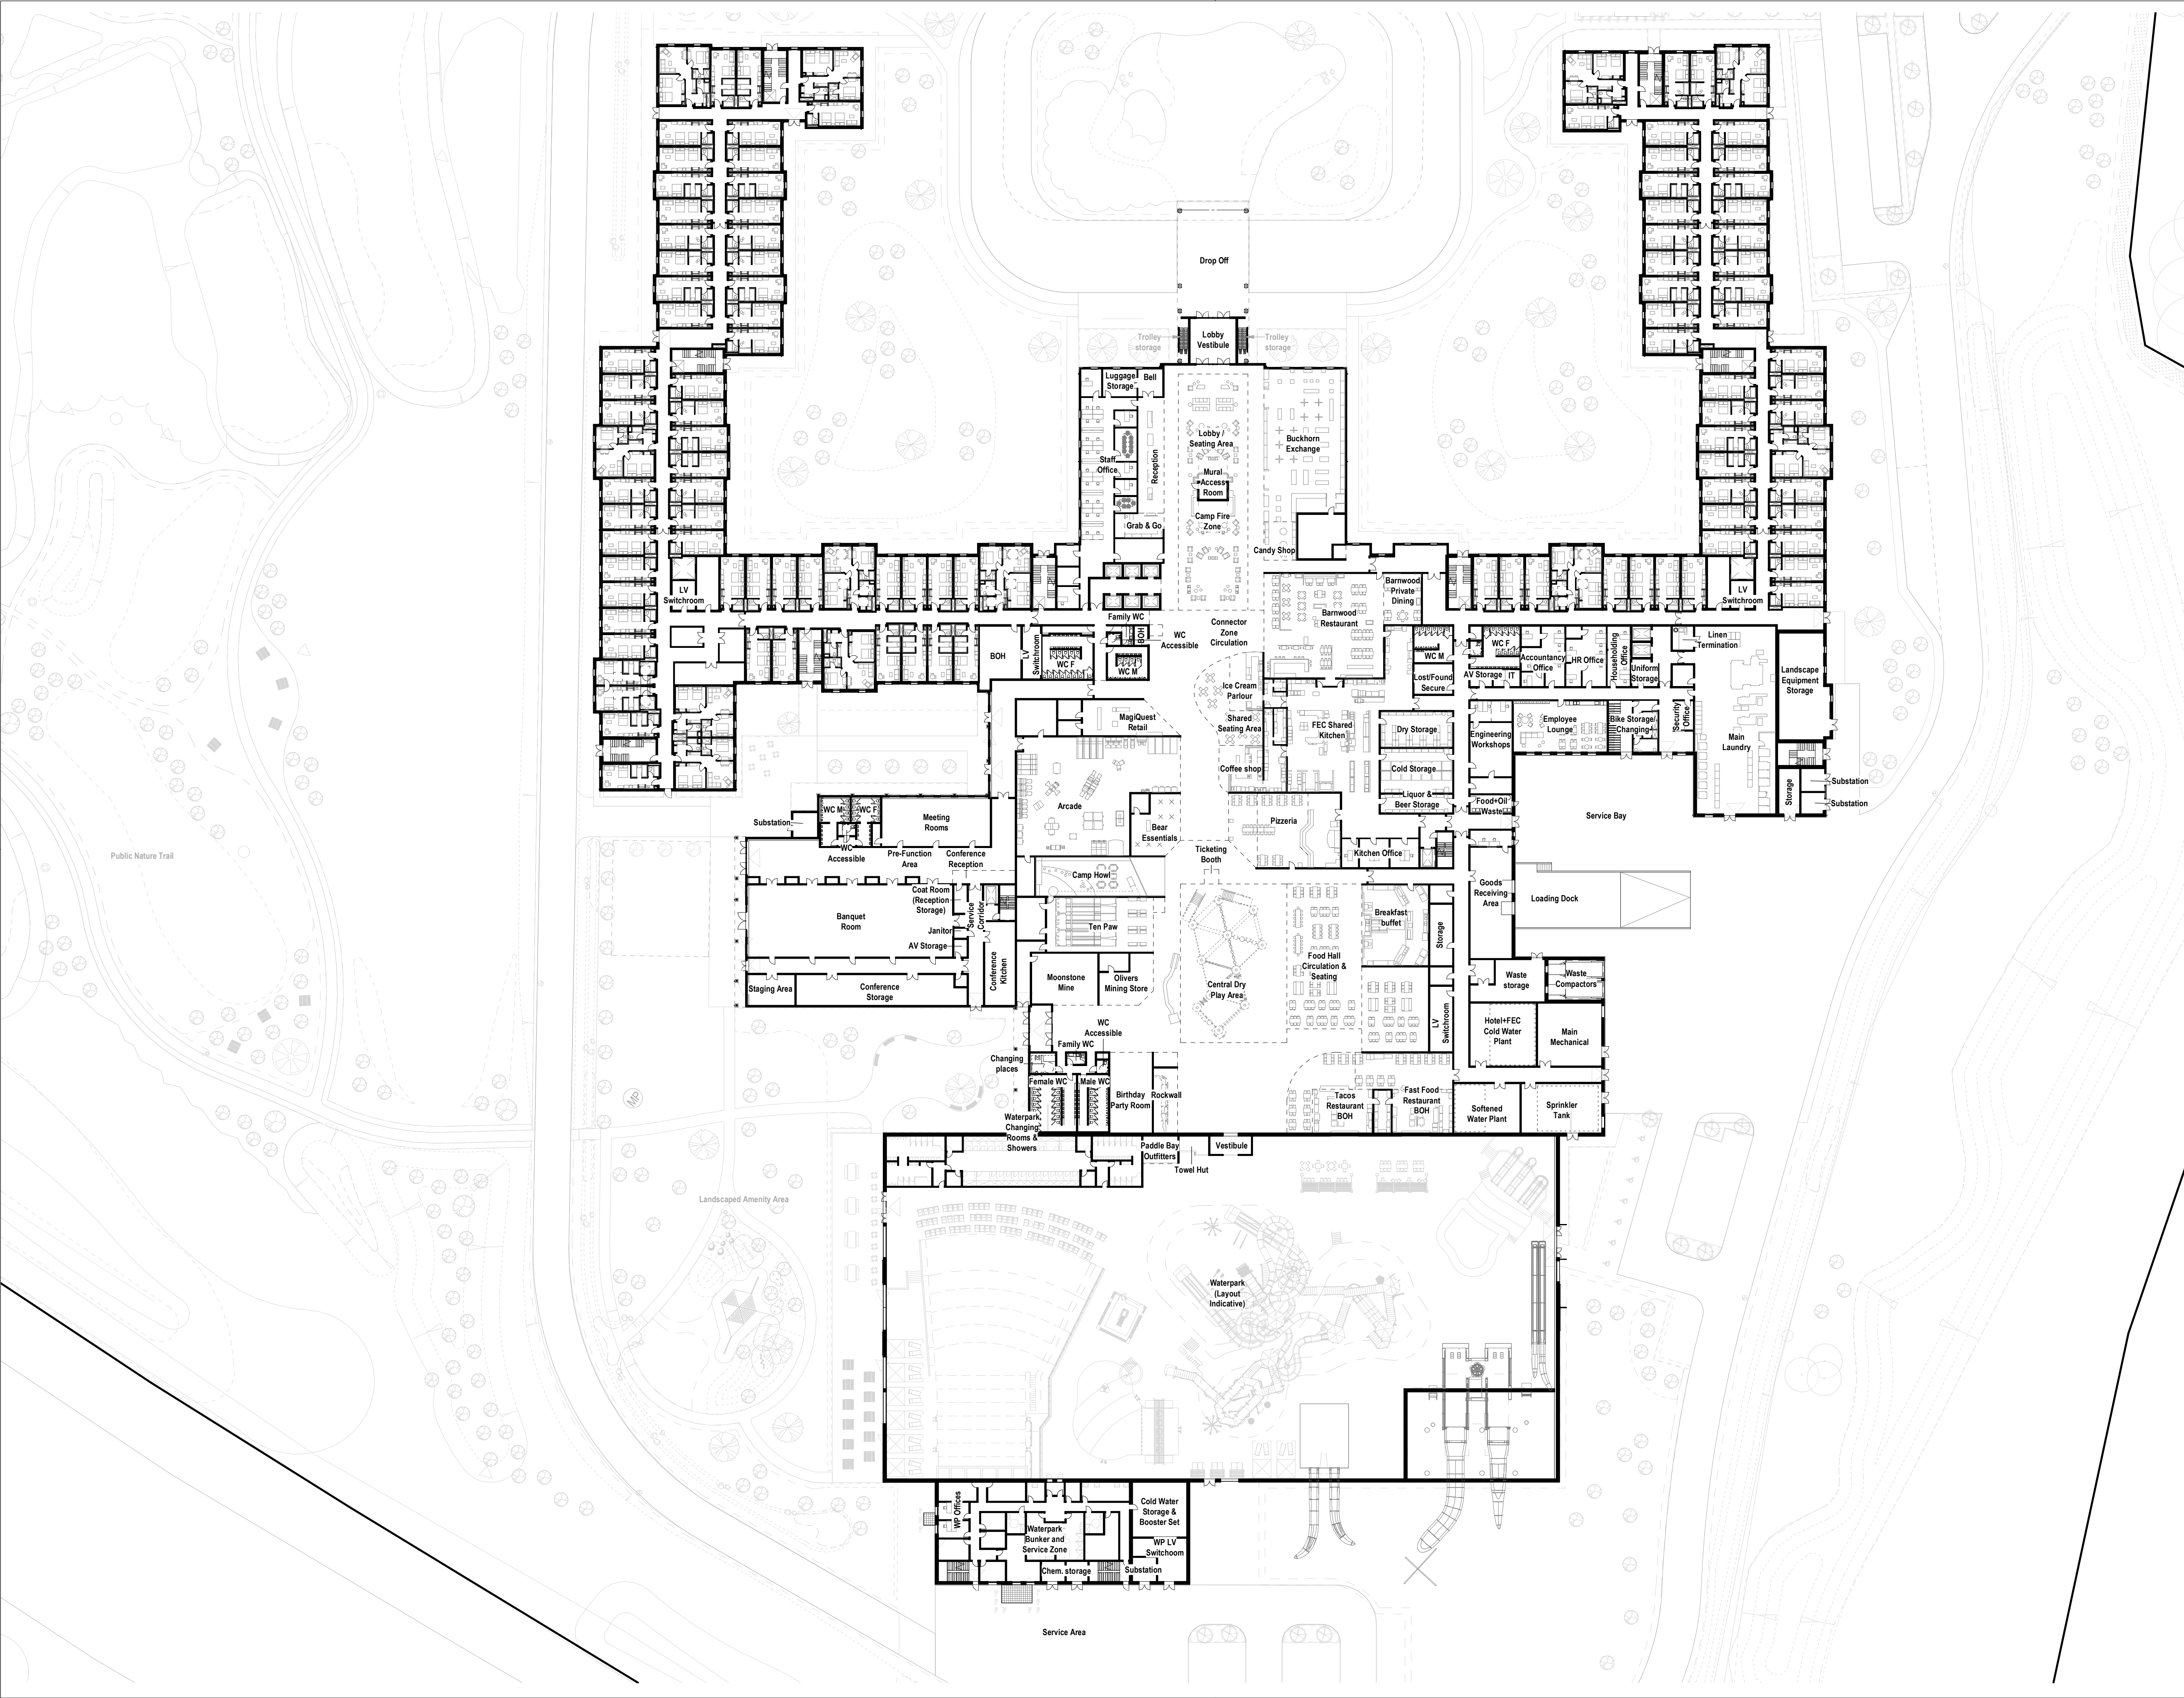 Drop Off
Trolley
storage
Lobby
Vestibule
Trolley
storage
Luggage
Storage
Bell
Lobby /
Seating Area
Buckhorn
Exchange
Staff
Office
Reception
Mural
Access
Room
Camp Fire
Zone
Grab & Go
Candy Shop
LV
Switchroom
Barnwood
Private
Dining
Barnwood
Restaurant
LV
Switchroom
Family WC
BOH
WC
Accessible
Connector
Zone
Circulation
BOH
LV
Switchroom
WC F
WC M
WC M
Lost/Found
Secure
WC F
AV Storage
IT
Accountancy
Office
HR Office
Householding
Office
Uniform
Storage
Linen
Termination
Landscape
Equipment
Storage
Ice Cream
Parlour
MagiQuest
Retail
Shared
Seating Area
FEC Shared
Kitchen
Dry Storage
Engineering
Workshops
Employee
Lounge
Bike Storage/
Changing
Security
Office
Main
Laundry
Coffee shop
Cold Storage
Liquor &
Beer Storage
Food+Oil
Waste
Storage
Substation
Substation
Service Bay
Arcade
Bear
Essentials
Pizzeria
WC M
WC F
Substation
Meeting
Rooms
WC
Accessible
Pre-Function
Area
Conference
Reception
Public Nature Trail
Ticketing
Booth
Kitchen Office
Camp Howl
Coat Room
(Reception
Storage)
Service
Corridor
Banquet
Room
Janitor
AV Storage
Ten Paw
Breakfast
buffet
Storage
Goods
Receiving
Area
Loading Dock
Conference
Kitchen
Staging Area
Conference
Storage
Moonstone
Mine
Olivers
Mining Store
Central Dry
Play Area
Food Hall
Circulation &
Seating
Waste
storage
Waste
Compactors
LV
Switchroom
Hotel+FEC
Cold Water
Plant
Main
Mechanical
WC
Accessible
Family WC
Changing
places
Female WC
Male WC
Birthday
Party Room
Rockwall
Tacos
Restaurant
BOH
Fast Food
Restaurant
BOH
Softened
Water Plant
Sprinkler
Tank
MP
Waterpark
Changing
Rooms &
Showers
Paddle Bay
Outfitters
Towel Hut
Vestibule
Landscaped Amenity Area
Waterpark
(Layout
Indicative)
WP Offices
Waterpark
Bunker and
Service Zone
Chem. storage
Cold Water
Storage &
Booster Set
WP LV
Switchoom
Substation
Service Area